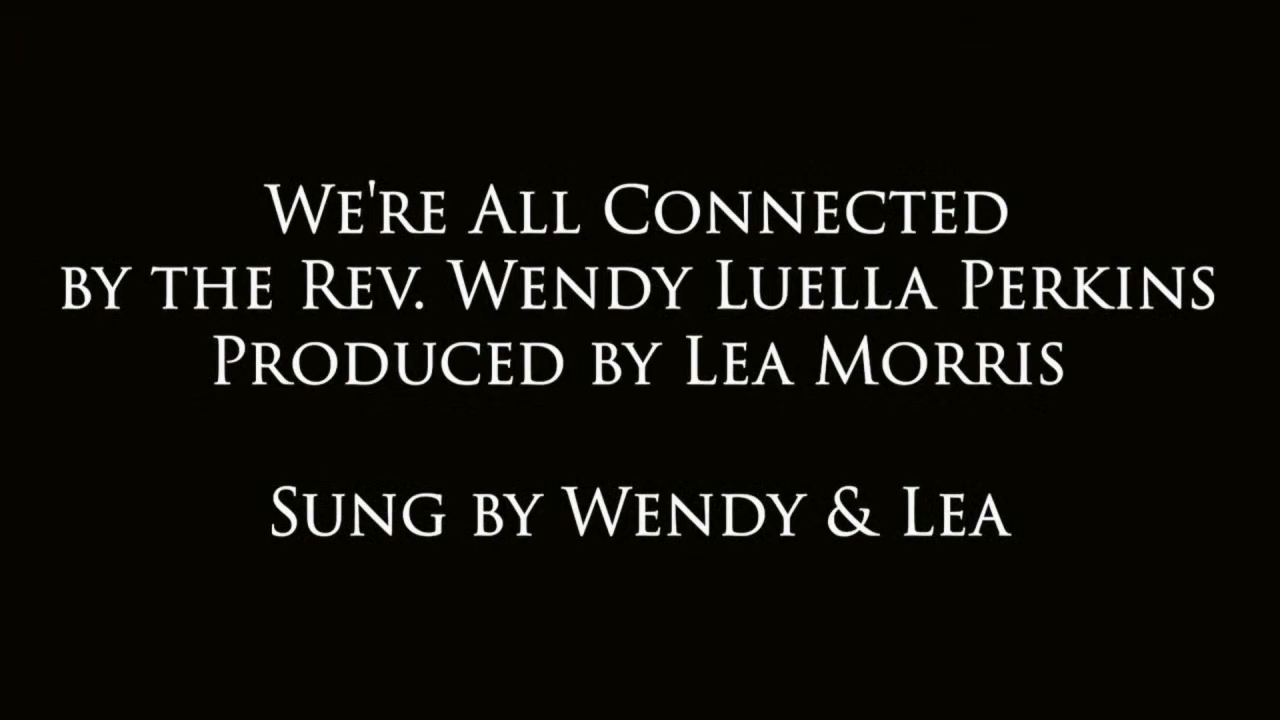 We're All Connected
by the Rev. Wendy Luella Perkins
Produced by Lea Morris
Sung by Wendy & Lea